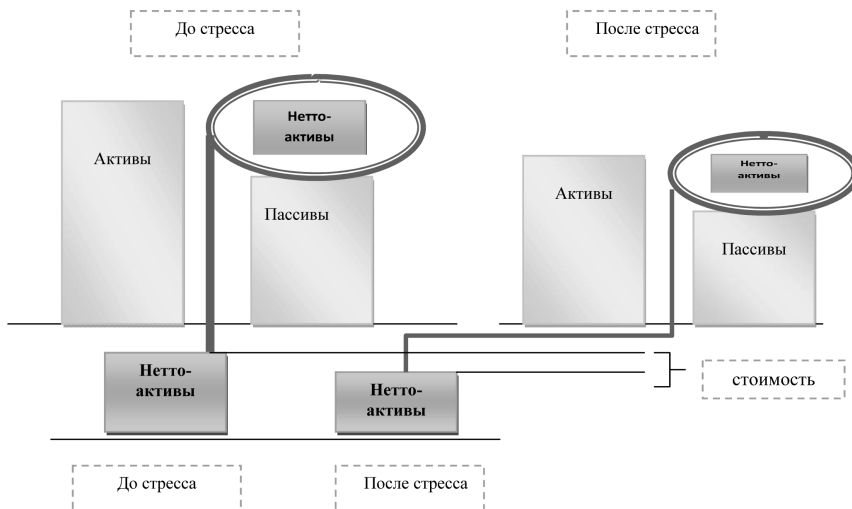 До стресса
После стресса
Нетто-
активы
Активы
Пассивы
Нетто-
активы
Активы
Пассивы
Нетто-
активы
Нетто-
активы
стоимость
До стресса
После стресса